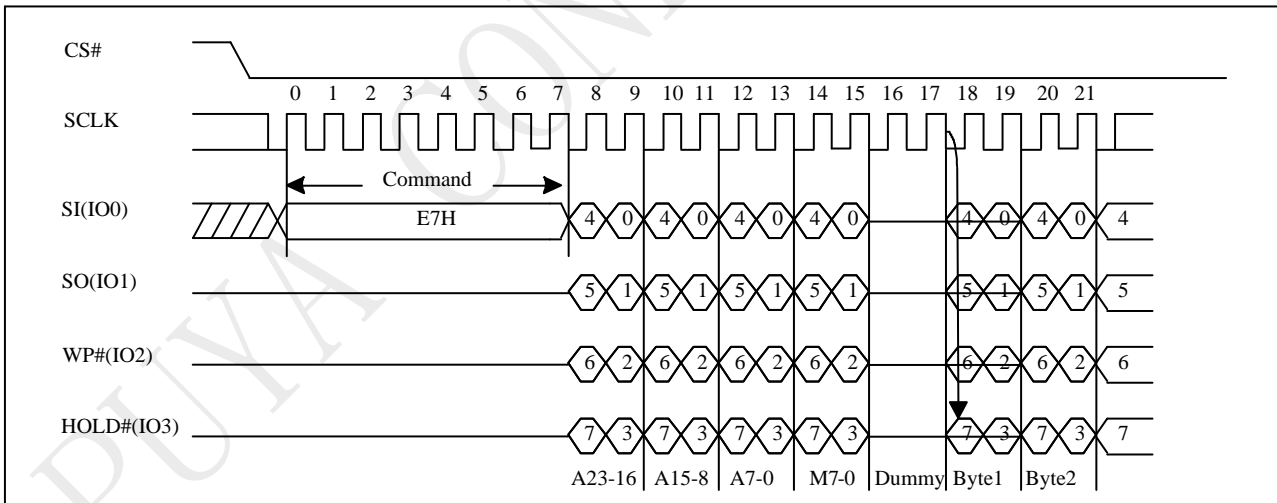 PUYA CON
CS#
0 1 2 3 4 5 6 7 8 9 10 11 12 13 14 15 16 17 18 19 20 21
SCLK
Command
SI(IO0) E7H 4 0 4 0 4 0 4 0 4 0 4 0 4
SO(IO1) 5 1 5 1 5 1 5 1 5 1 5 1 5
WP#(IO2) 6 2 6 2 6 2 6 2 6 2 6 2 6
HOLD#(IO3) 7 3 7 3 7 3 7 3 7 3 7 3 7
A23-16 A15-8 A7-0 M7-0 Dummy Byte1 Byte2